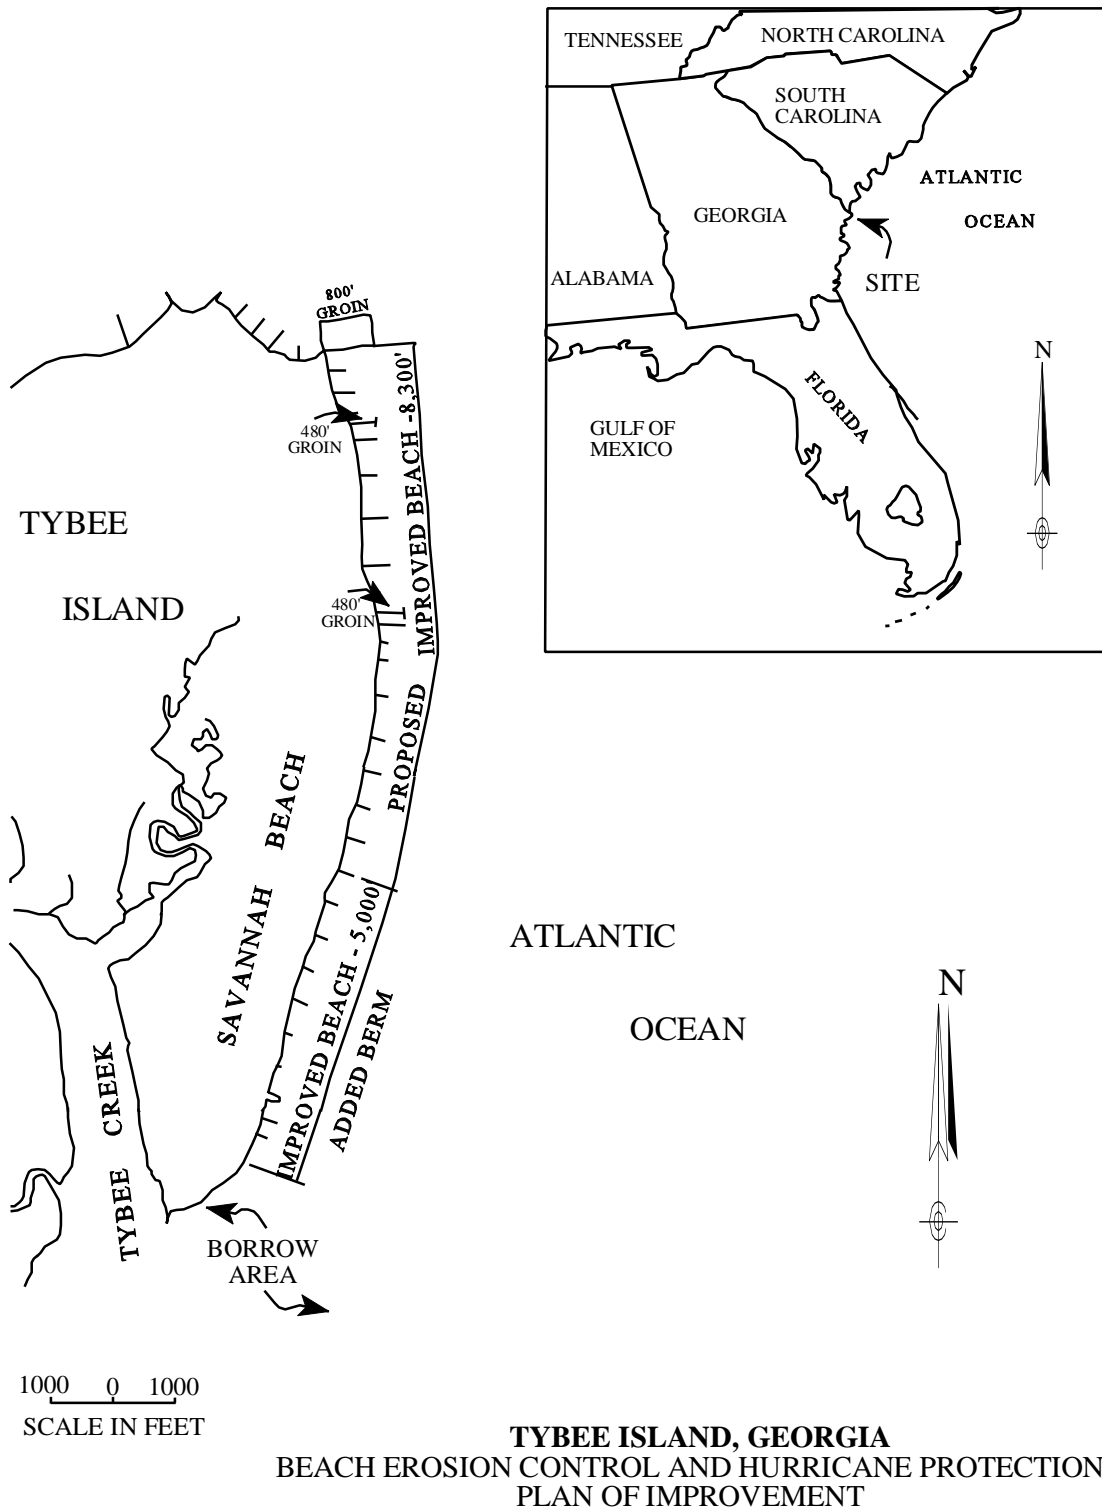 TENNESSEE
NORTH CAROLINA
SOUTH
CAROLINA
ATLANTIC
OCEAN
GEORGIA
ALABAMA
SITE
N
FLORIDA
GULF OF
MEXICO
800'
GROIN
480'
GROIN
IMPROVED BEACH -8,300'
TYBEE
ISLAND
480'
GROIN
PROPOSED
SAVANNAH BEACH
IMPROVED BEACH - 5,000
ADDED BERM
ATLANTIC
OCEAN
N
TYBEE CREEK
BORROW
AREA
1000 0 1000
SCALE IN FEET
TYBEE ISLAND, GEORGIA
BEACH EROSION CONTROL AND HURRICANE PROTECTION
PLAN OF IMPROVEMENT